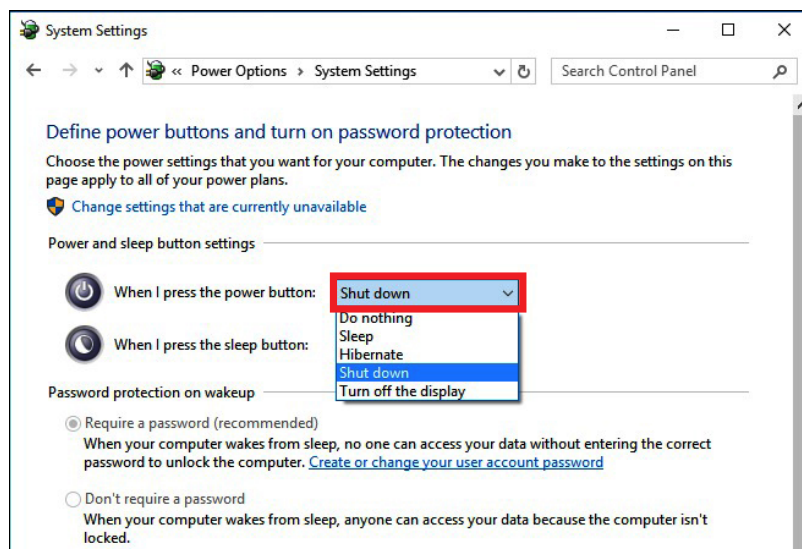 System Settings
« Power Options > System Settings
Search Control Panel
Define power buttons and turn on password protection
Choose the power settings that you want for your computer. The changes you make to the settings on this
page apply to all of your power plans.
Change settings that are currently unavailable
Power and sleep button settings
When I press the power button: Shut down
Do nothing
Sleep
When I press the sleep button:
Hibernate
Shut down
Turn off the display
Password protection on wakeup
Require a password (recommended)
When your computer wakes from sleep, no one can access your data without entering the correct
password to unlock the computer. Create or change your user account password
Don't require a password
When your computer wakes from sleep, anyone can access your data because the computer isn't
locked.